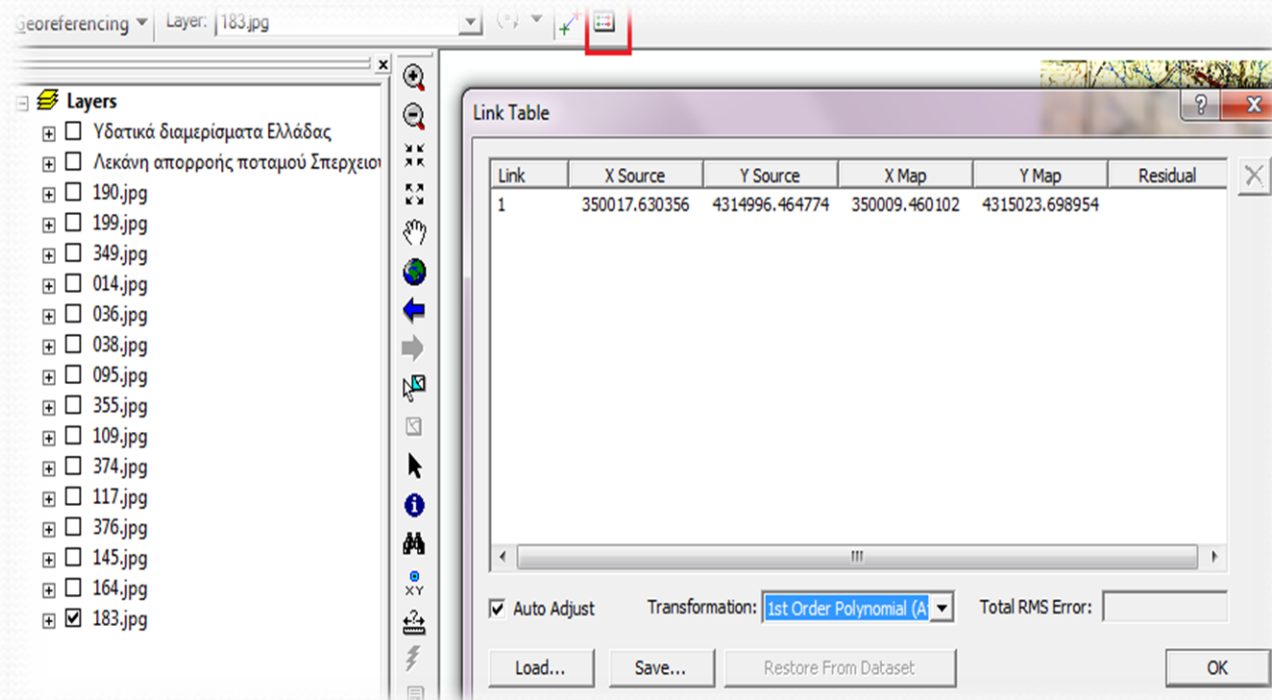 Georeferencing Layer: 183.jpg
Layers
Υδατικά διαμερίσματα Ελλάδας
Λεκάνη απορροής ποταμού Σπερχειο
190.jpg
199.jpg
349.jpg
014.jpg
036.jpg
038.jpg
095.jpg
355.jpg
109.jpg
374.jpg
117.jpg
376.jpg
145.jpg
164.jpg
183.jpg
XY
Link Table
Link X Source Y Source X Map Y Map Residual
1 350017.630356 4314996.464774 350009.460102 4315023.698954
Auto Adjust Transformation: 1st Order Polynomial (A Total RMS Error:
Load... Save... Restore From Dataset OK